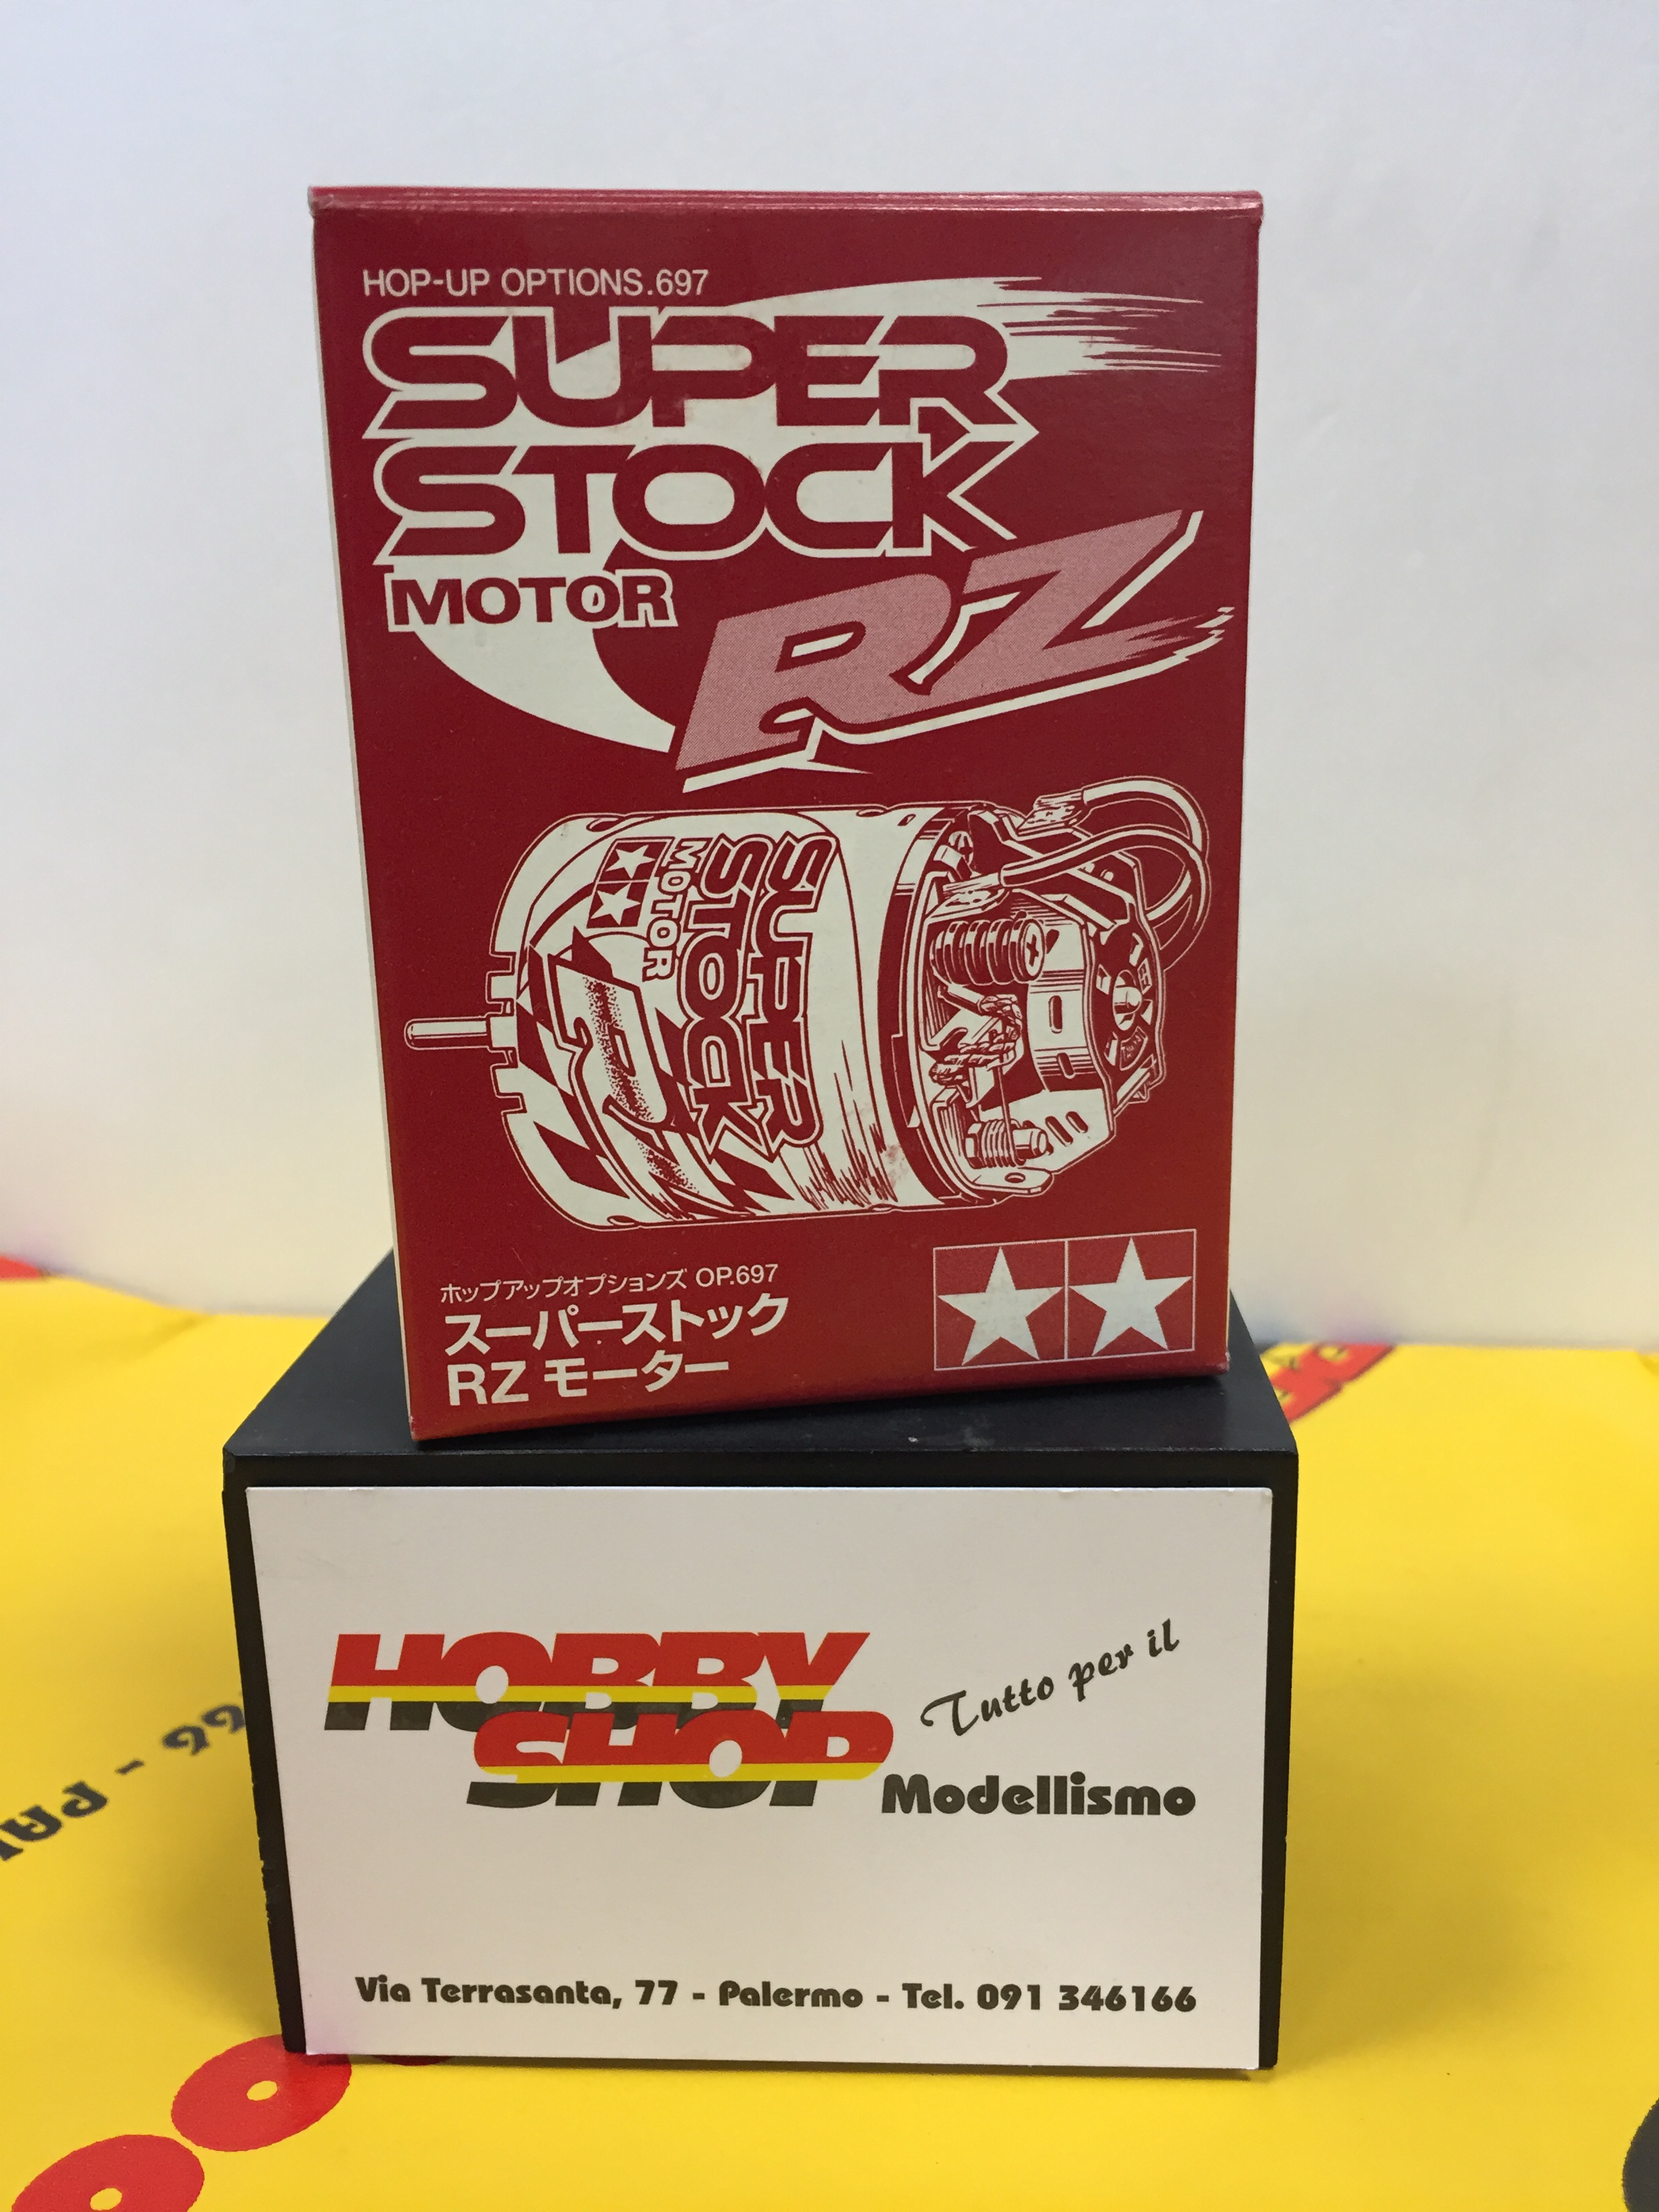 HOP-UP OPTIONS.697
SUPER
STOCK
MOTOR
RZ
SUPER
STOCK
MOTOR
ホップアップオプションズ OP.697
スーパーストック
RZ モーター
HOBBY
SHOP
Tutto per il
Modellismo
Via Terrasanta, 77 - Palermo - Tel. 091 346166